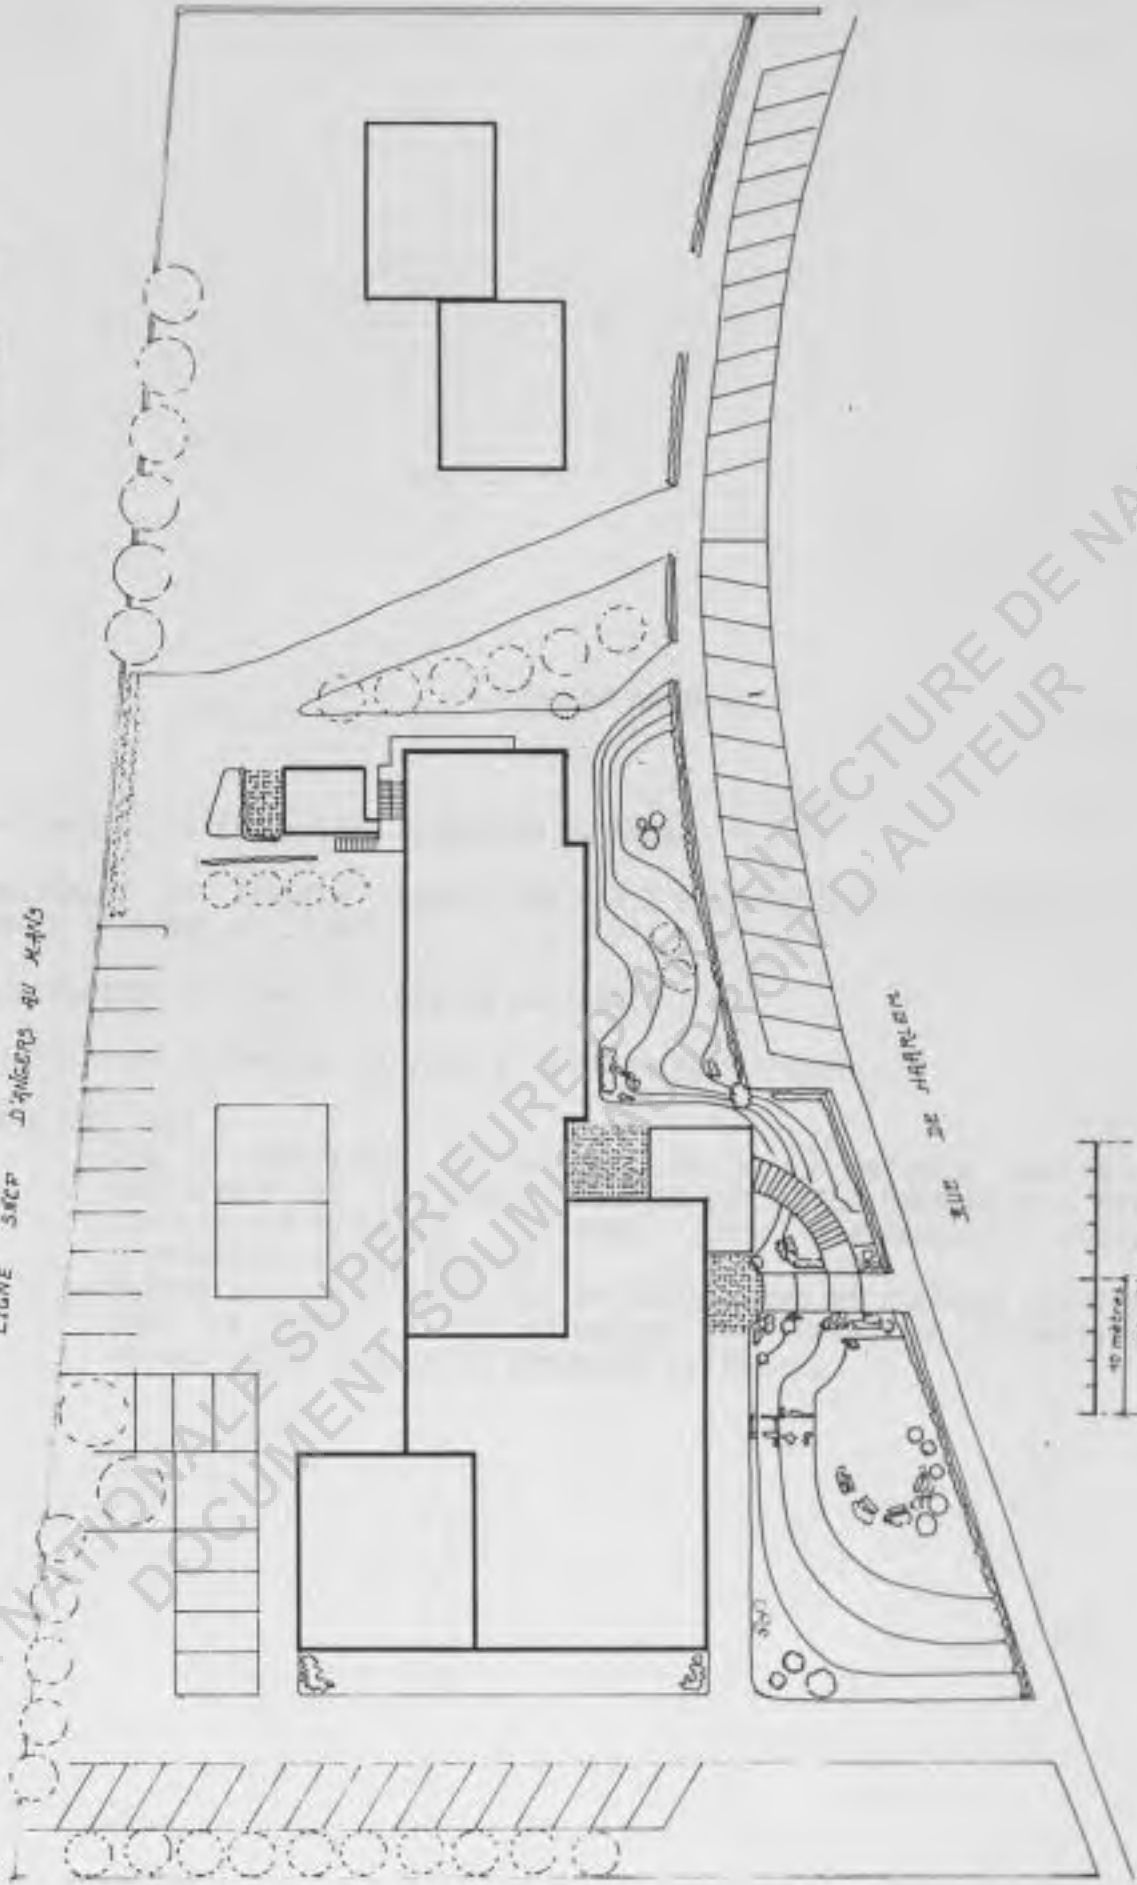 LIGNE SNCF D'ANGERS AU MANS
RUE DE HAARLEM
10 mètres
NATIONALE SUPERIEURE D'ARCHITECTURE DE NA
DOCUMENT SOUMIS AU DROIT D'AUTEUR